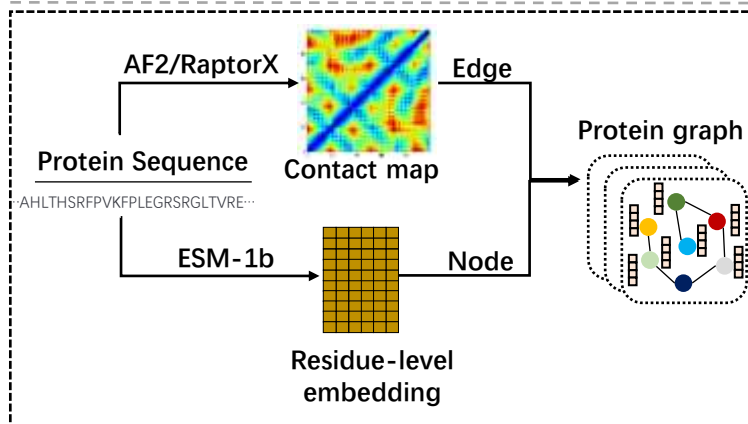 AF2/RaptorX
Edge
Contact map
Protein graph
Protein Sequence
··AHLTHSRFPVKFPLEGRSRGLTVRE···
ESM-1b
Node
Residue-level
embedding